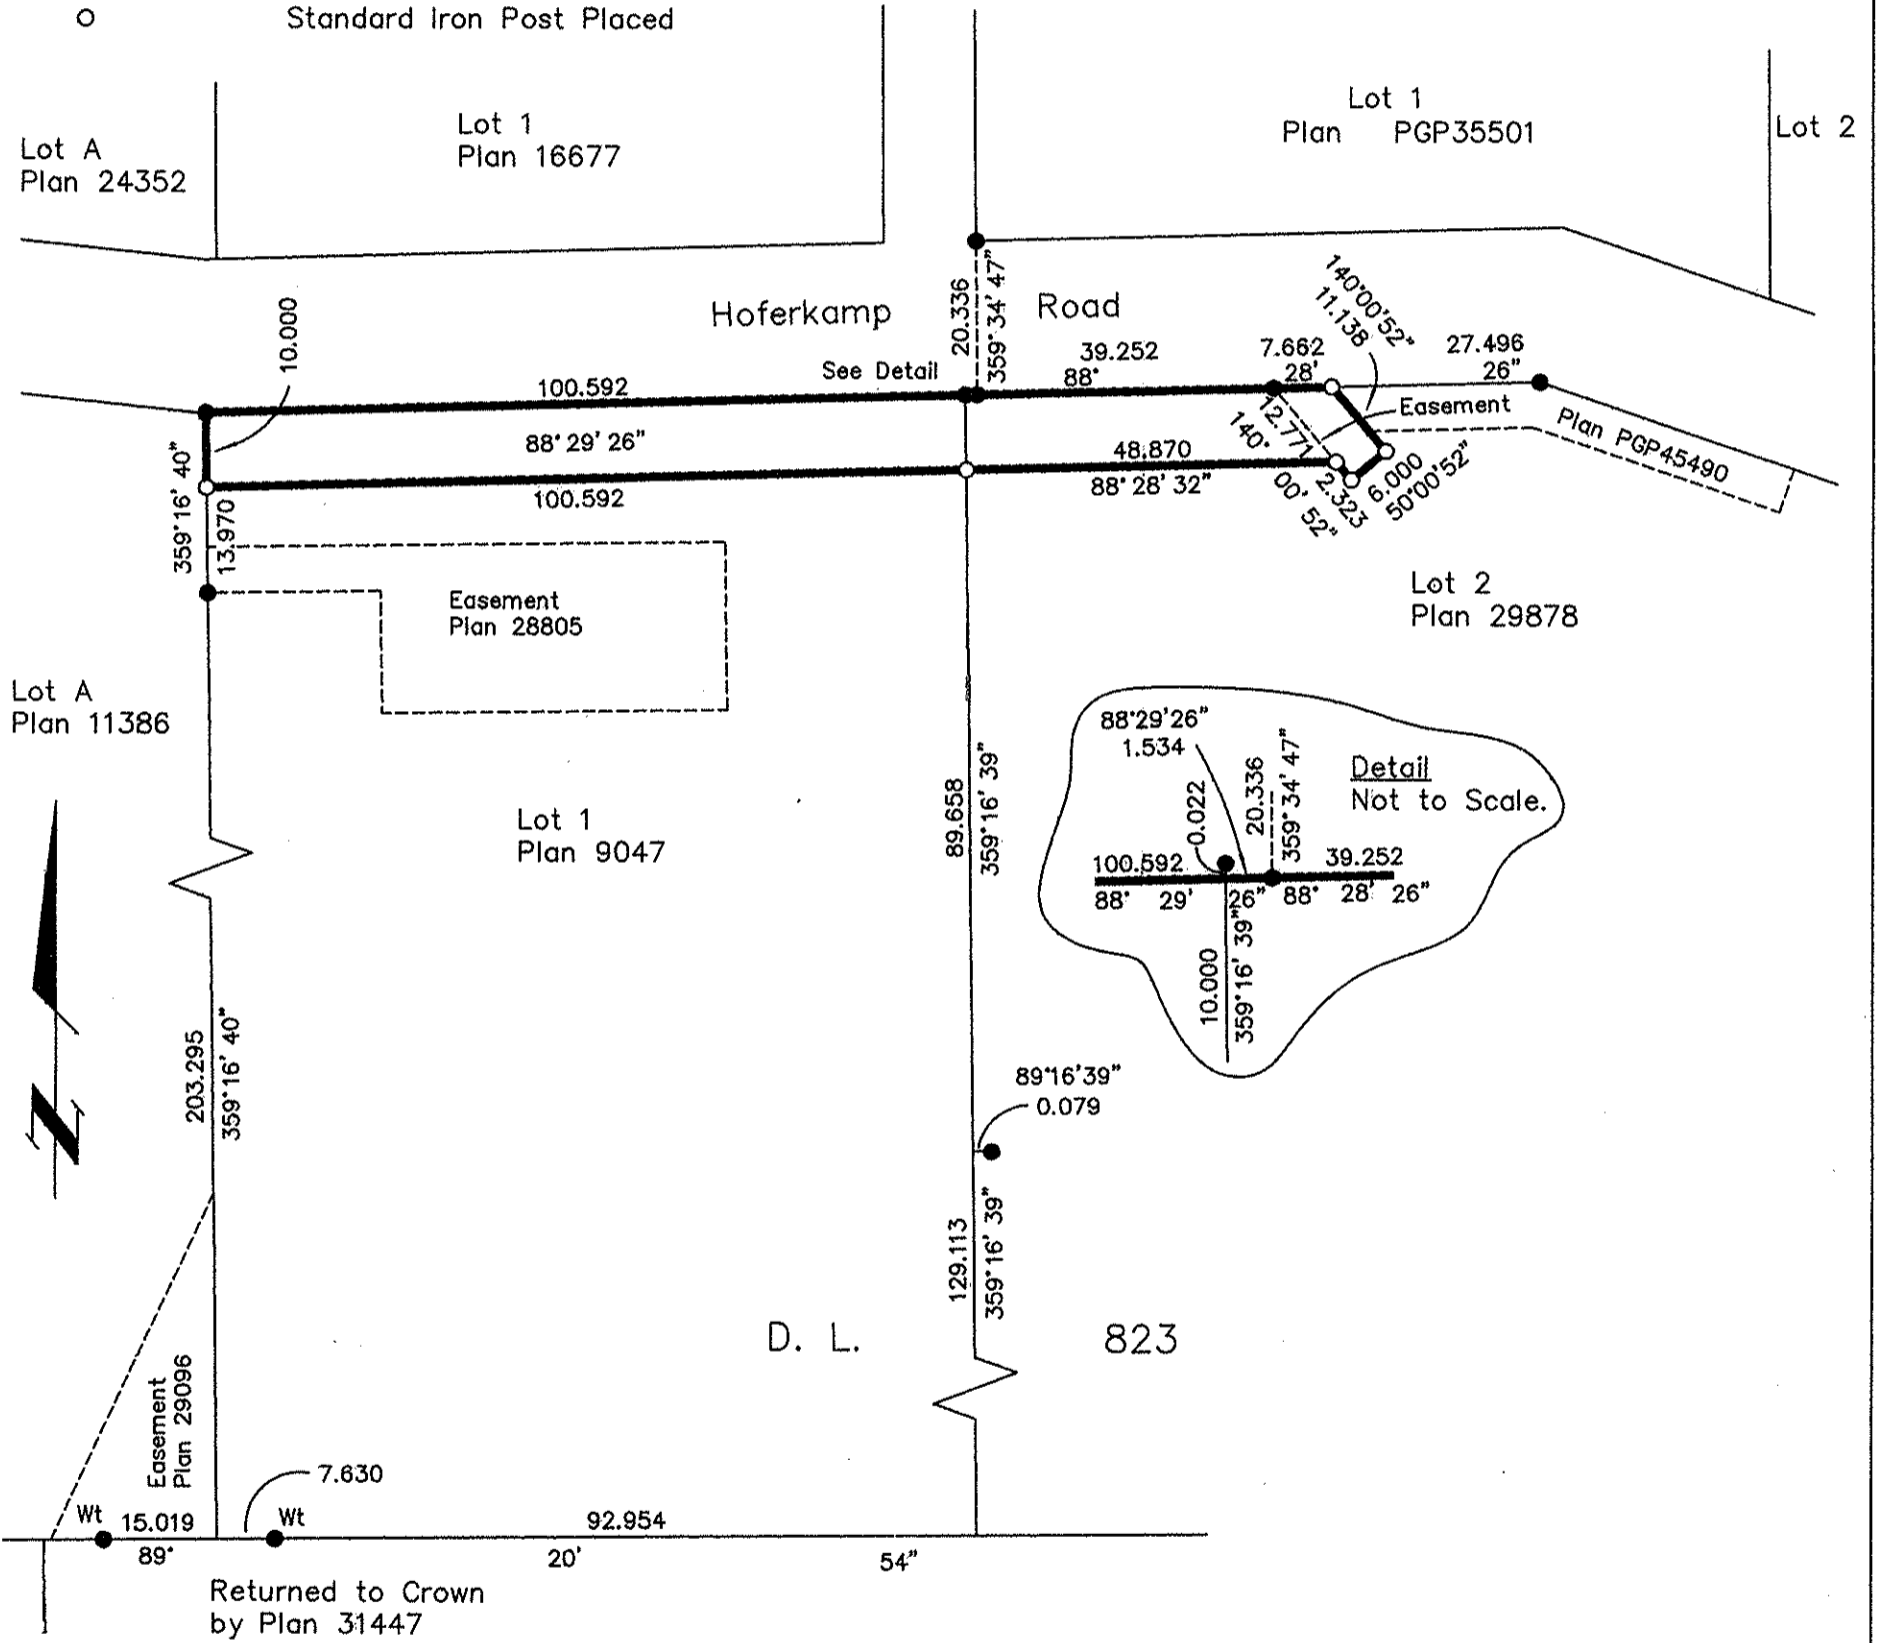 Standard Iron Post Placed
Lot 1
Plan 16677
Lot A
Plan 24352
Lot 1
Plan PGP35501
Lot 2
Hoferkamp Road
10.000
20.336
359°34'47"
140°00'52"
11.138
See Detail
39.252
88°
7.662
28'
27.496
26"
100.592
88°29'26"
100.592
Easement
Plan PGP45490
12.771
140° 00' 52"
2.323
6.000
50°00'52"
48.870
88°28'32"
359°16'40"
13.970
Easement
Plan 28805
Lot 2
Plan 29878
Lot A
Plan 11386
Lot 1
Plan 9047
89.658
359°16'39"
88°29'26"
1.534
0.022
20.336
359°34'47"
Detail
Not to Scale.
100.592
39.252
88° 29' 26"
88° 28' 26"
10.000
359°16'39"
203.295
359°16'40"
89°16'39"
0.079
129.113
359°16'39"
D. L. 823
Easement
Plan 29096
7.630
Wt
15.019
Wt
92.954
89° 20' 54"
Returned to Crown
by Plan 31447
N